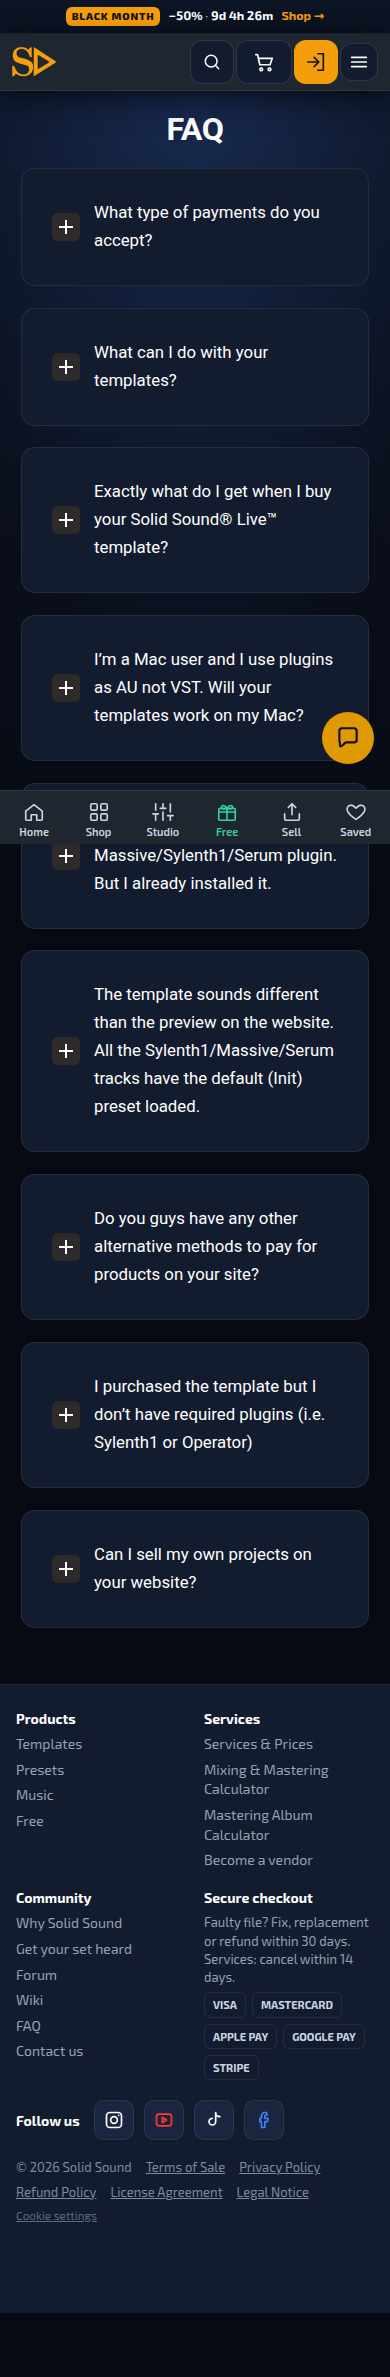 BLACK MONTH −50% · 9d 4h 26m Shop →
FAQ
What type of payments do you
accept?
What can I do with your
templates?
Exactly what do I get when I buy
your Solid Sound® Live™
template?
I’m a Mac user and I use plugins
as AU not VST. Will your
templates work on my Mac?
Home Shop Studio Free Sell Saved
Massive/Sylenth1/Serum plugin.
But I already installed it.
The template sounds different
than the preview on the website.
All the Sylenth1/Massive/Serum
tracks have the default (Init)
preset loaded.
Do you guys have any other
alternative methods to pay for
products on your site?
I purchased the template but I
don’t have required plugins (i.e.
Sylenth1 or Operator)
Can I sell my own projects on
your website?
Products
Templates
Presets
Music
Free
Services
Services & Prices
Mixing & Mastering
Calculator
Mastering Album
Calculator
Become a vendor
Community
Why Solid Sound
Get your set heard
Forum
Wiki
FAQ
Contact us
Secure checkout
Faulty file? Fix, replacement
or refund within 30 days.
Services: cancel within 14
days.
VISA MASTERCARD
APPLE PAY GOOGLE PAY
STRIPE
Follow us
© 2026 Solid Sound Terms of Sale Privacy Policy
Refund Policy License Agreement Legal Notice
Cookie settings